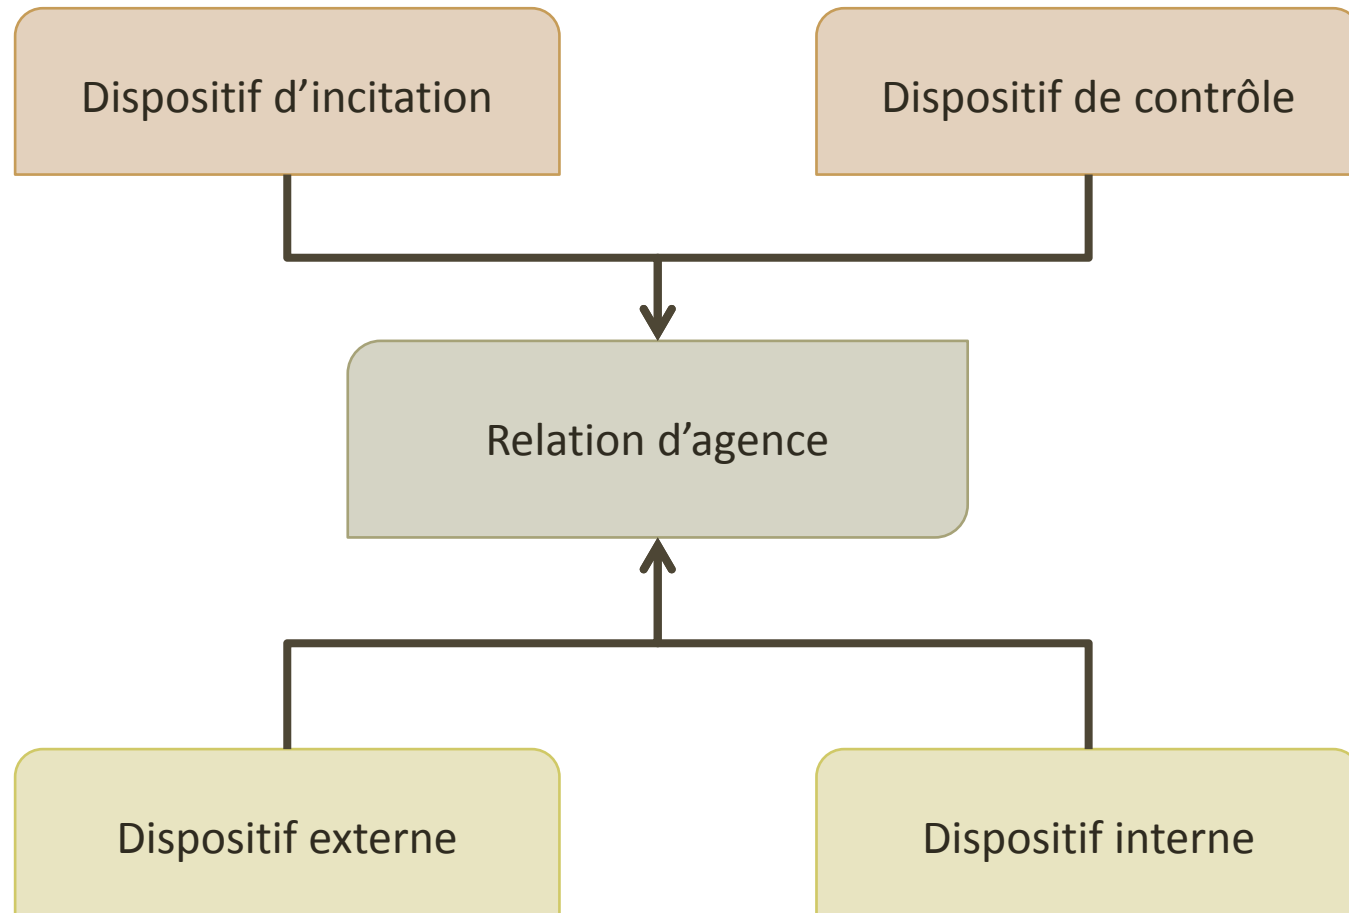 Dispositif d’incitation
Dispositif de contrôle
Relation d’agence
Dispositif externe
Dispositif interne